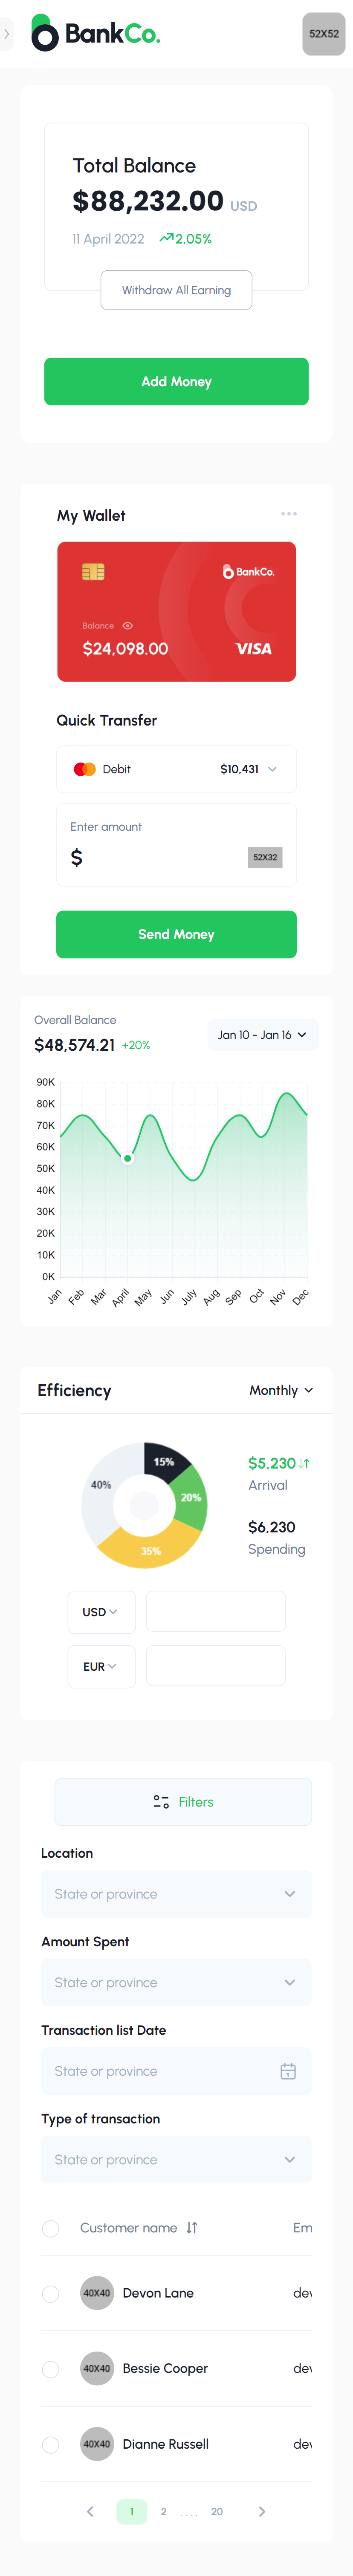 BankCo.
52X52
Total Balance
$88,232.00 USD
11 April 2022 2,05%
Withdraw All Earning
Add Money
My Wallet
BankCo.
Balance
$24,098.00 VISA
Quick Transfer
Debit $10,431
Enter amount
$ 52X32
Send Money
Overall Balance
$48,574.21 +20%
Jan 10 - Jan 16
90K
80K
70K
60K
50K
40K
30K
20K
10K
0K
Jan Feb Mar April May Jun July Aug Sep Oct Nov Dec
Efficiency Monthly
15%
40%
20%
35%
$5,230
Arrival
$6,230
Spending
USD
EUR
Filters
Location
State or province
Amount Spent
State or province
Transaction list Date
State or province
Type of transaction
State or province
Customer name Em
40X40 Devon Lane dev
40X40 Bessie Cooper dev
40X40 Dianne Russell dev
1 2 .... 20